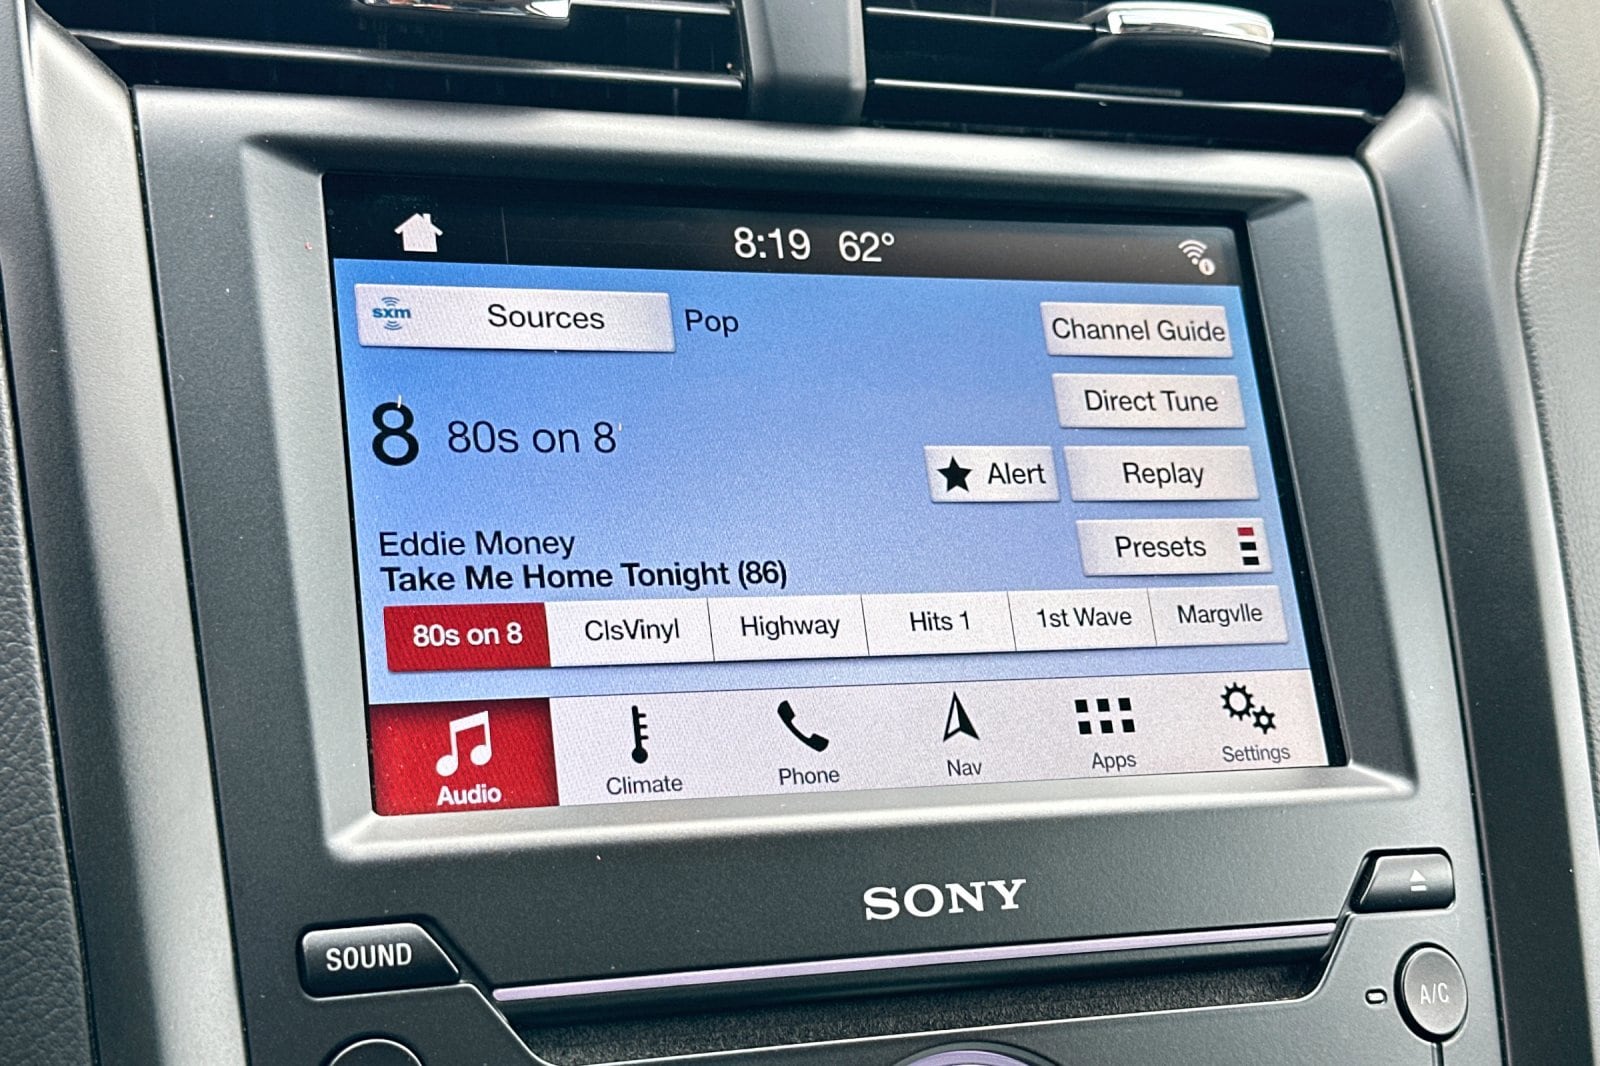 8:19 62°
sxm Sources Pop
Channel Guide
Direct Tune
8 80s on 8
Alert Replay
Presets
Eddie Money
Take Me Home Tonight (86)
80s on 8 ClsVinyl Highway Hits 1 1st Wave Margvlle
Audio Climate Phone Nav Apps Settings
SONY
SOUND
A/C